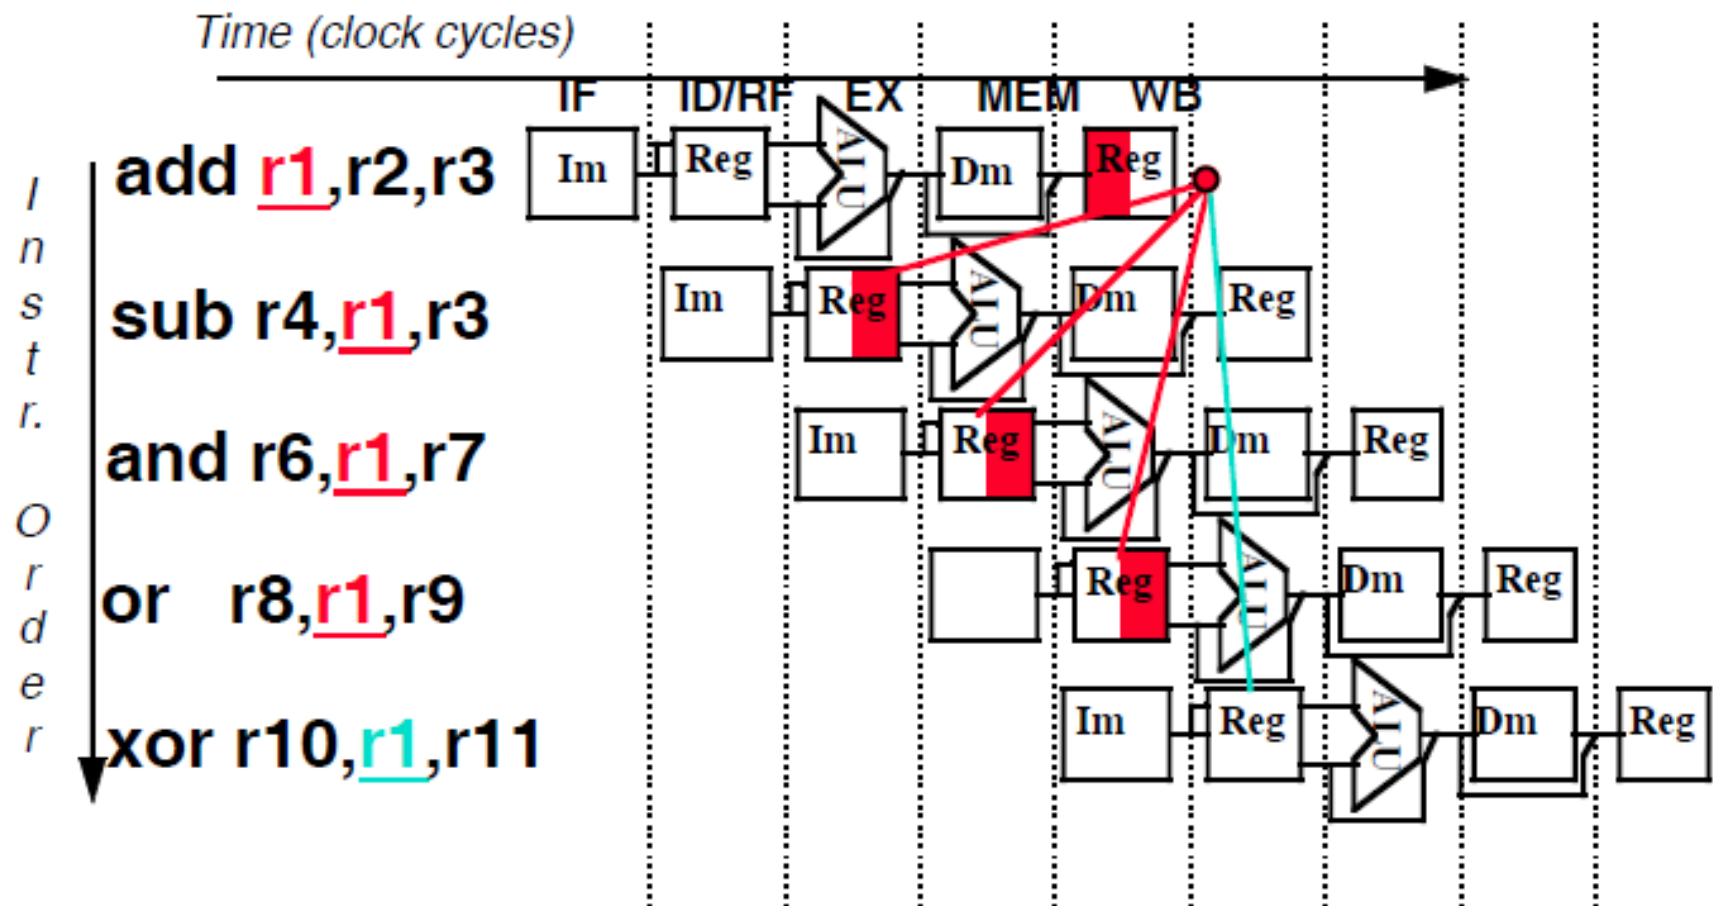 Time (clock cycles)
IF ID/RF EX MEM WB
Instr. Order
add r1,r2,r3 Im Reg ALU Dm Reg
sub r4,r1,r3 Im Reg ALU Dm Reg
and r6,r1,r7 Im Reg ALU Dm Reg
or r8,r1,r9 Reg ALU Dm Reg
xor r10,r1,r11 Im Reg ALU Dm Reg